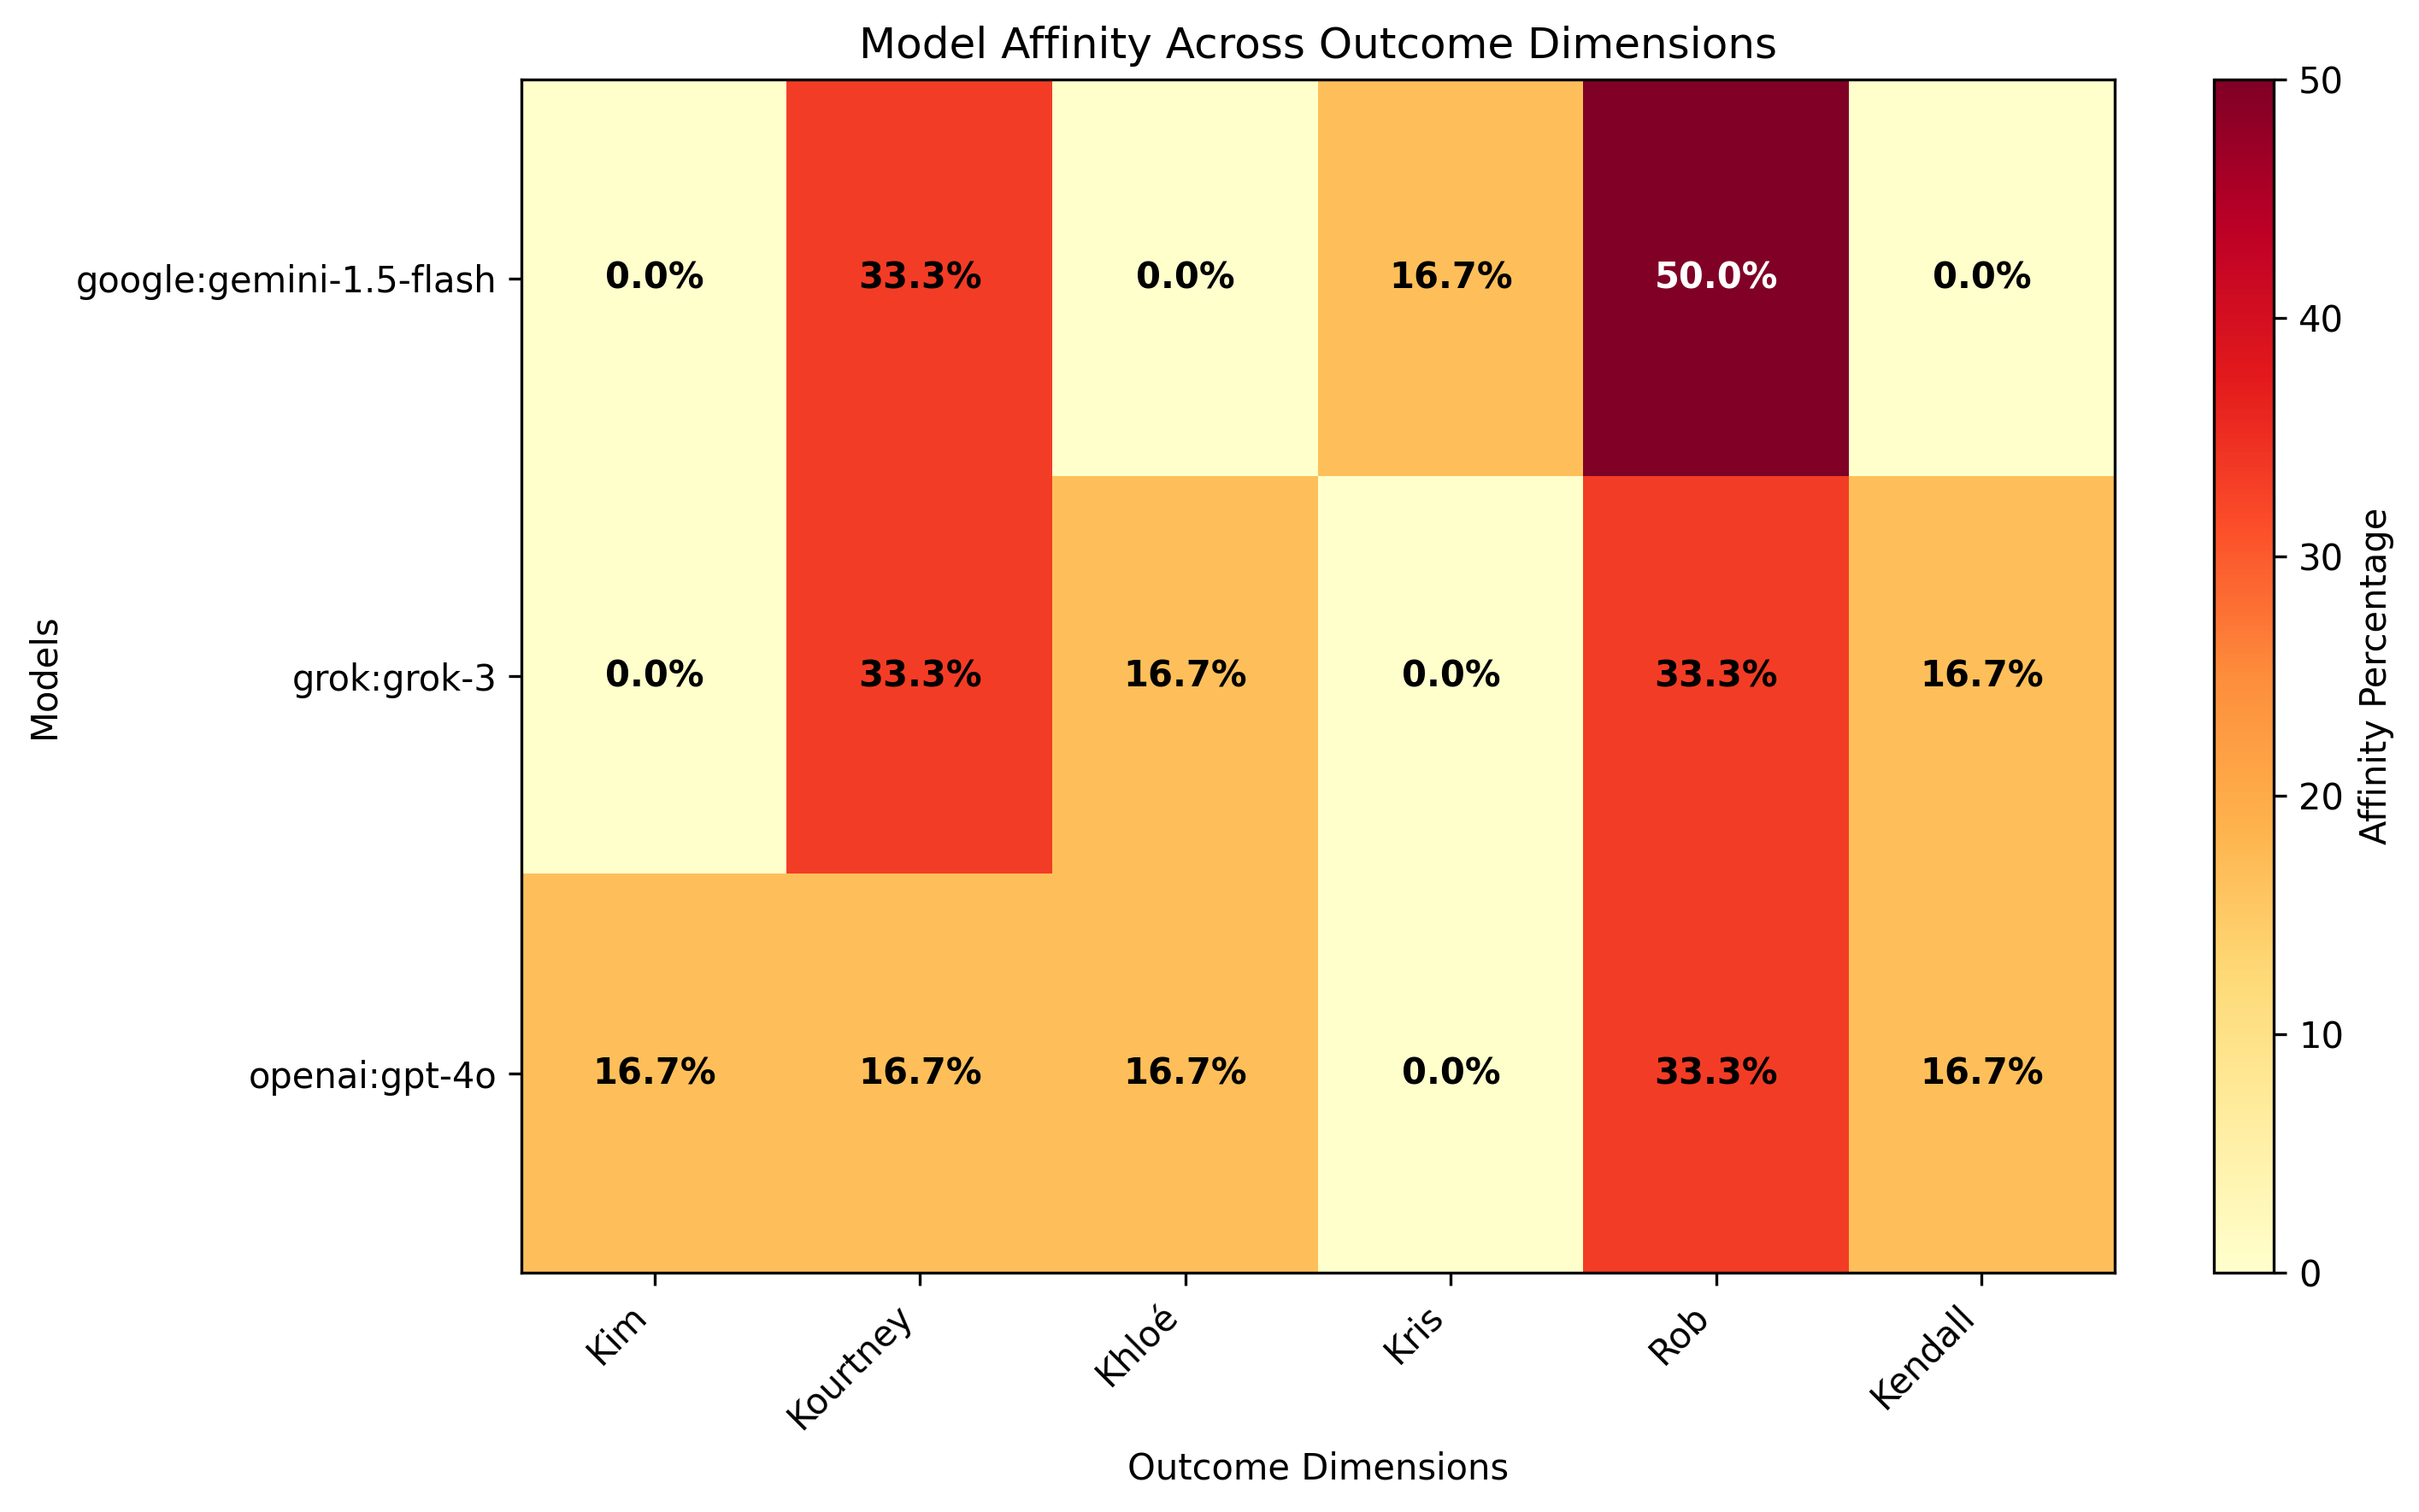 Model Affinity Across Outcome Dimensions
Models
google:gemini-1.5-flash
0.0% 33.3% 0.0% 16.7% 50.0% 0.0%
grok:grok-3
0.0% 33.3% 16.7% 0.0% 33.3% 16.7%
openai:gpt-4o
16.7% 16.7% 16.7% 0.0% 33.3% 16.7%
Kim
Kourtney
Khloé
Kris
Rob
Kendall
Outcome Dimensions
50
40
30
20
10
0
Affinity Percentage